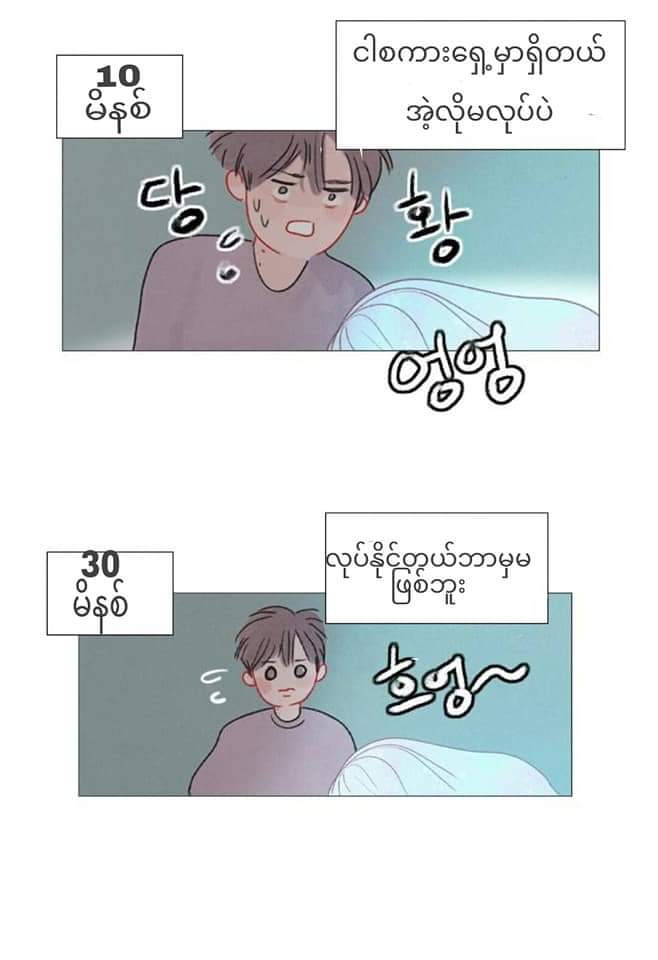 10
မိနစ်
ငါစကားရှေ့မှာရှိတယ်
အဲ့လိုမလုပ်ပဲ
당 황
엉엉
30
မိနစ်
လုပ်နိုင်တယ်ဘာမှမ
ဖြစ်ဘူး
흐엉~